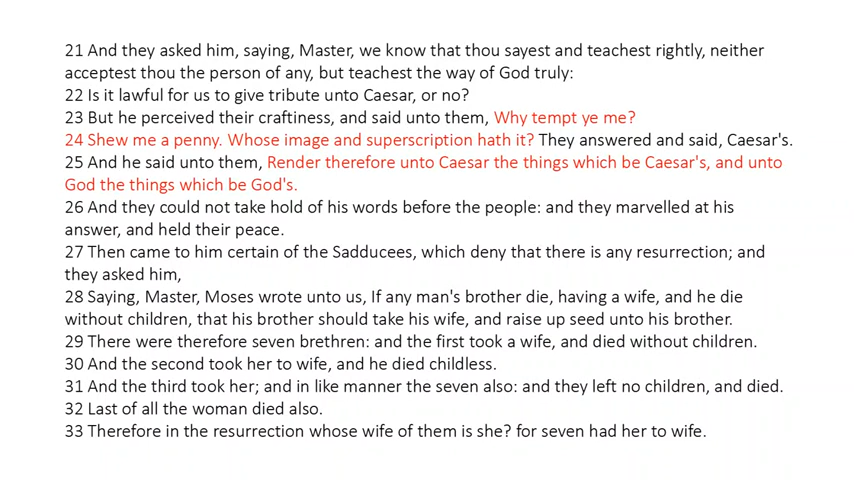 21 And they asked him, saying, Master, we know that thou sayest and teachest rightly, neither
acceptest thou the person of any, but teachest the way of God truly:
22 Is it lawful for us to give tribute unto Caesar, or no?
23 But he perceived their craftiness, and said unto them, Why tempt ye me?
24 Shew me a penny. Whose image and superscription hath it? They answered and said, Caesar's.
25 And he said unto them, Render therefore unto Caesar the things which be Caesar's, and unto
God the things which be God's.
26 And they could not take hold of his words before the people: and they marvelled at his
answer, and held their peace.
27 Then came to him certain of the Sadducees, which deny that there is any resurrection; and
they asked him,
28 Saying, Master, Moses wrote unto us, If any man's brother die, having a wife, and he die
without children, that his brother should take his wife, and raise up seed unto his brother.
29 There were therefore seven brethren: and the first took a wife, and died without children.
30 And the second took her to wife, and he died childless.
31 And the third took her; and in like manner the seven also: and they left no children, and died.
32 Last of all the woman died also.
33 Therefore in the resurrection whose wife of them is she? for seven had her to wife.